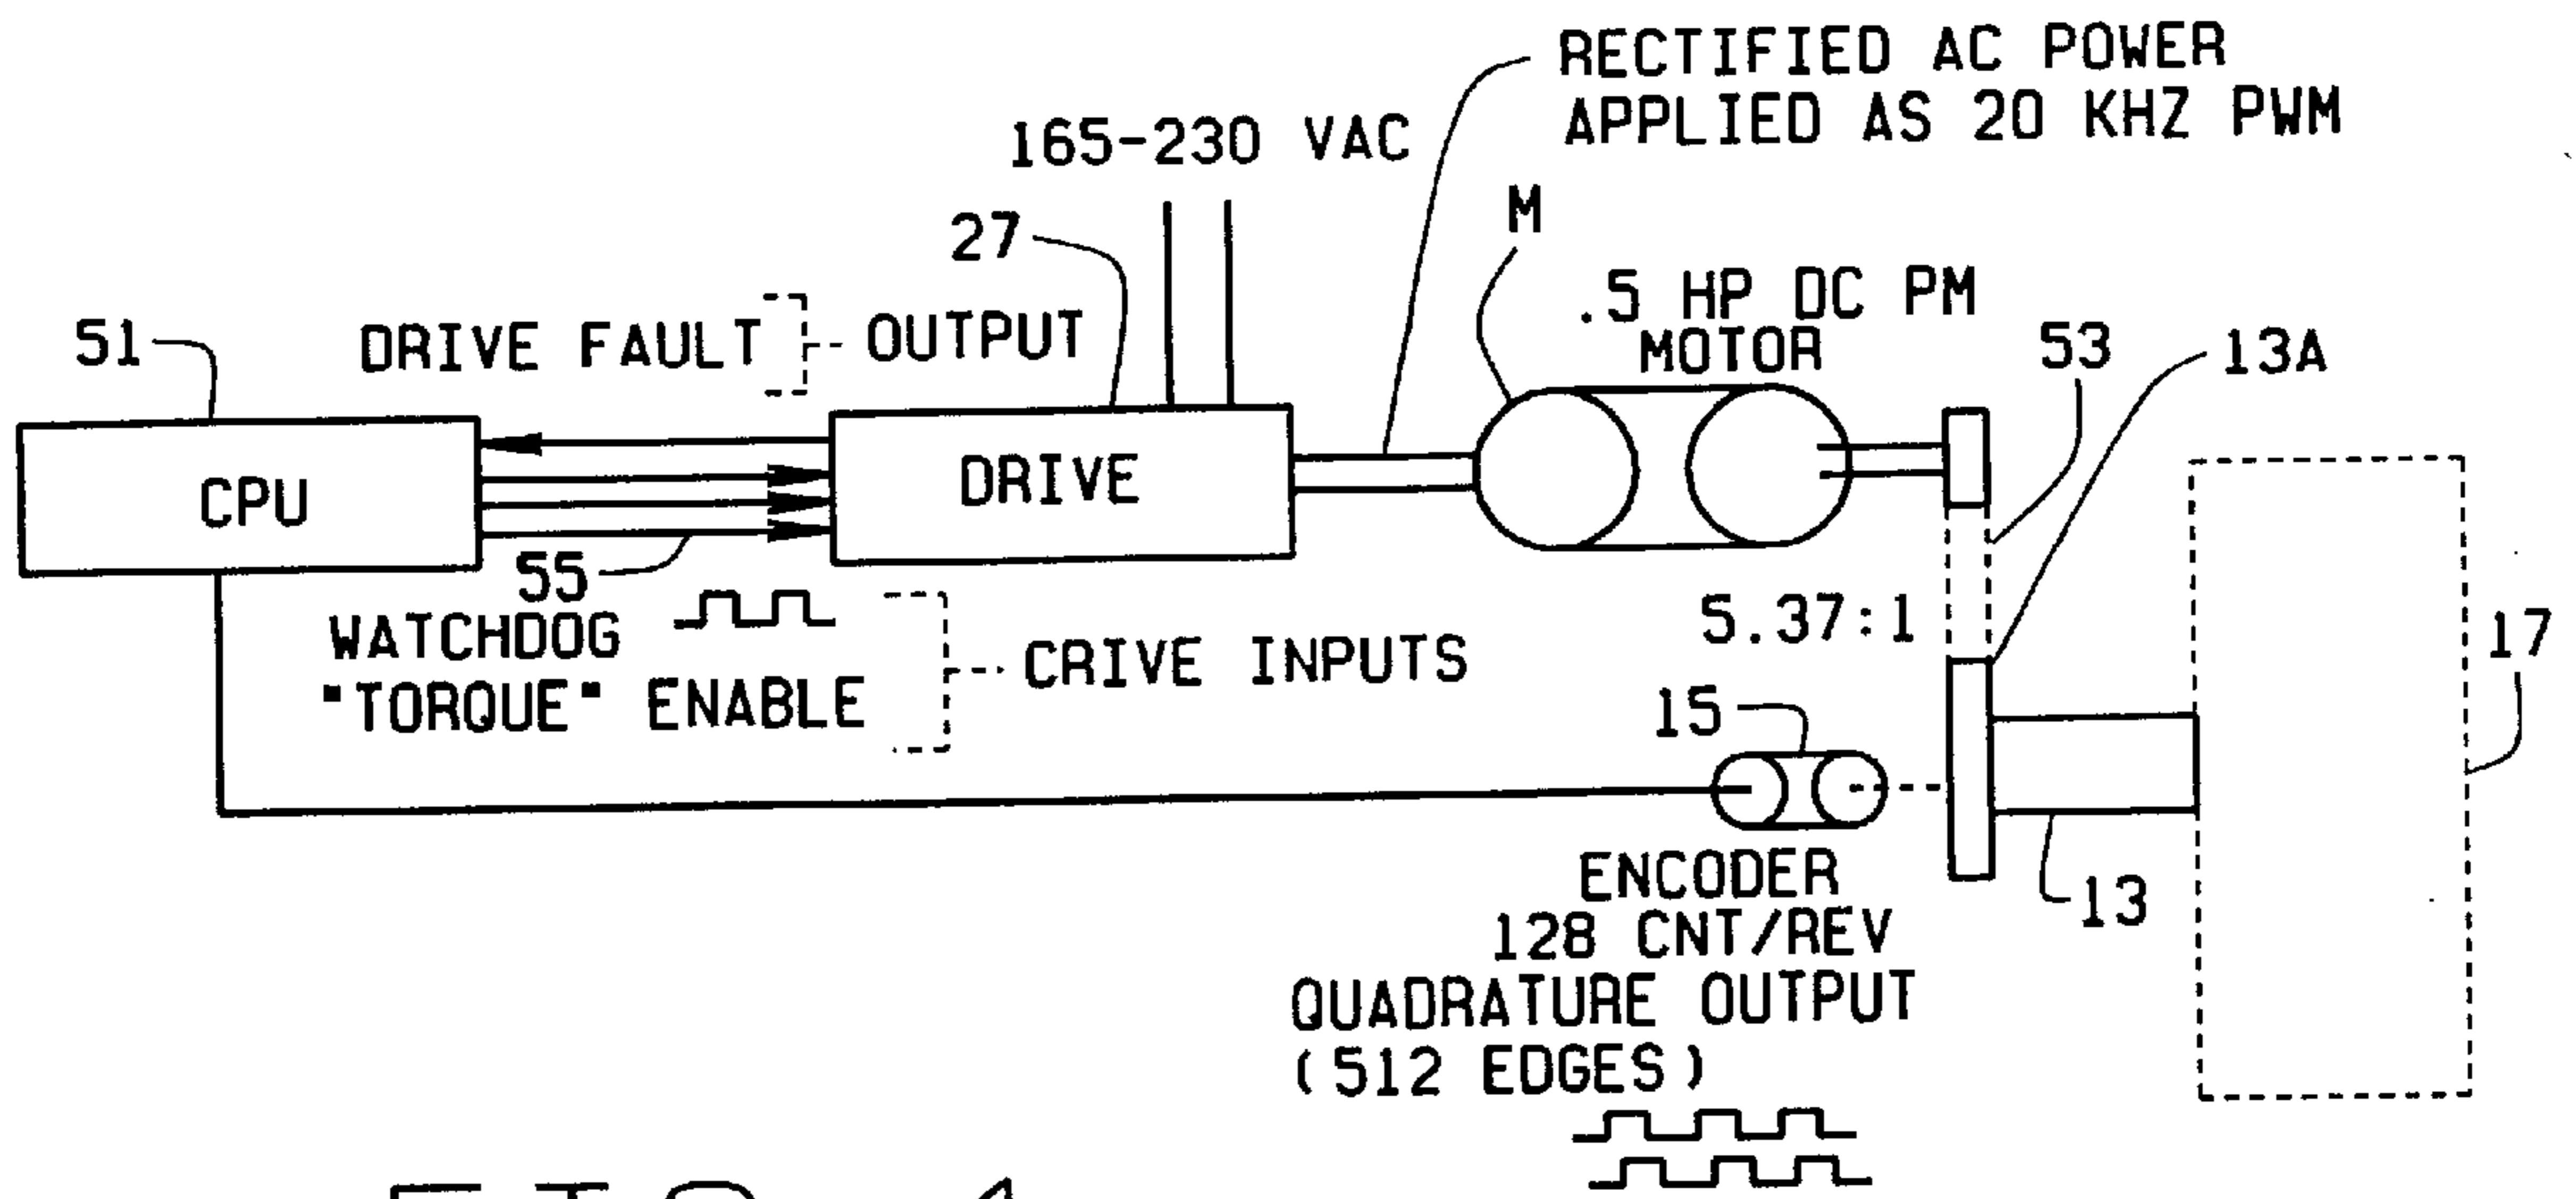 RECTIFIED AC POWER
APPLIED AS 20 KHZ PWM
165-230 VAC
M
27
.5 HP DC PM
MOTOR
51
DRIVE FAULT
OUTPUT
53
13A
CPU
DRIVE
55
WATCHDOG
"TORQUE" ENABLE
CRIVE INPUTS
5.37:1
17
15
13
ENCODER
128 CNT/REV
QUADRATURE OUTPUT
(512 EDGES)